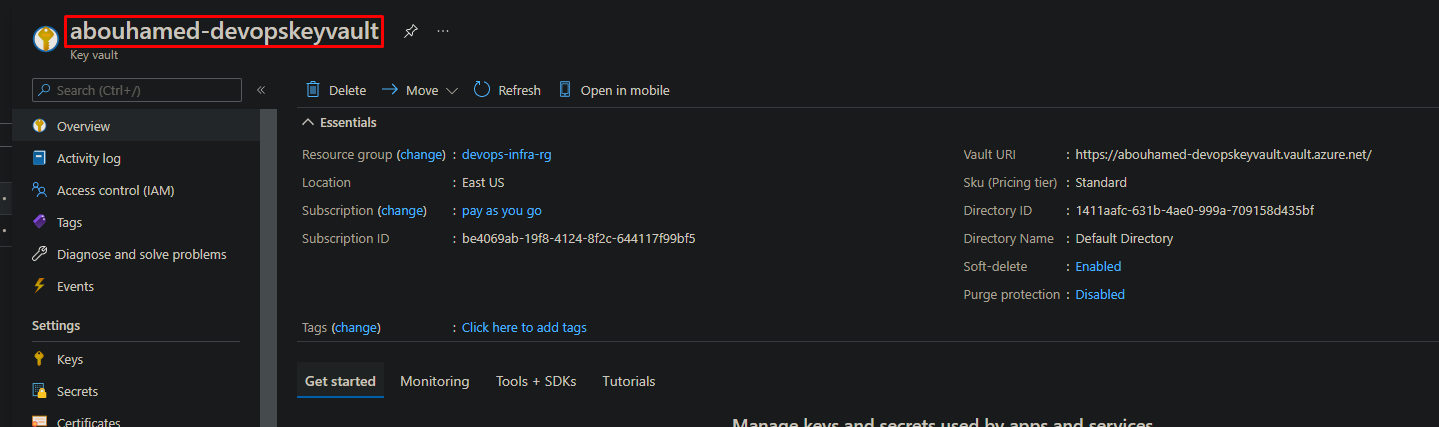 abouhamed-devopskeyvault
Key vault
Search (Ctrl+/)
Overview
Activity log
Access control (IAM)
Tags
Diagnose and solve problems
Events
Settings
Keys
Secrets
Certificates
Delete Move Refresh Open in mobile
Essentials
Resource group (change) : devops-infra-rg
Location : East US
Subscription (change) : pay as you go
Subscription ID : be4069ab-19f8-4124-8f2c-644117f99bf5
Vault URI : https://abouhamed-devopskeyvault.vault.azure.net/
Sku (Pricing tier) : Standard
Directory ID : 1411aafc-631b-4ae0-999a-709158d435bf
Directory Name : Default Directory
Soft-delete : Enabled
Purge protection : Disabled
Tags (change) : Click here to add tags
Get started Monitoring Tools + SDKs Tutorials
Manage keys and secrets used by apps and services